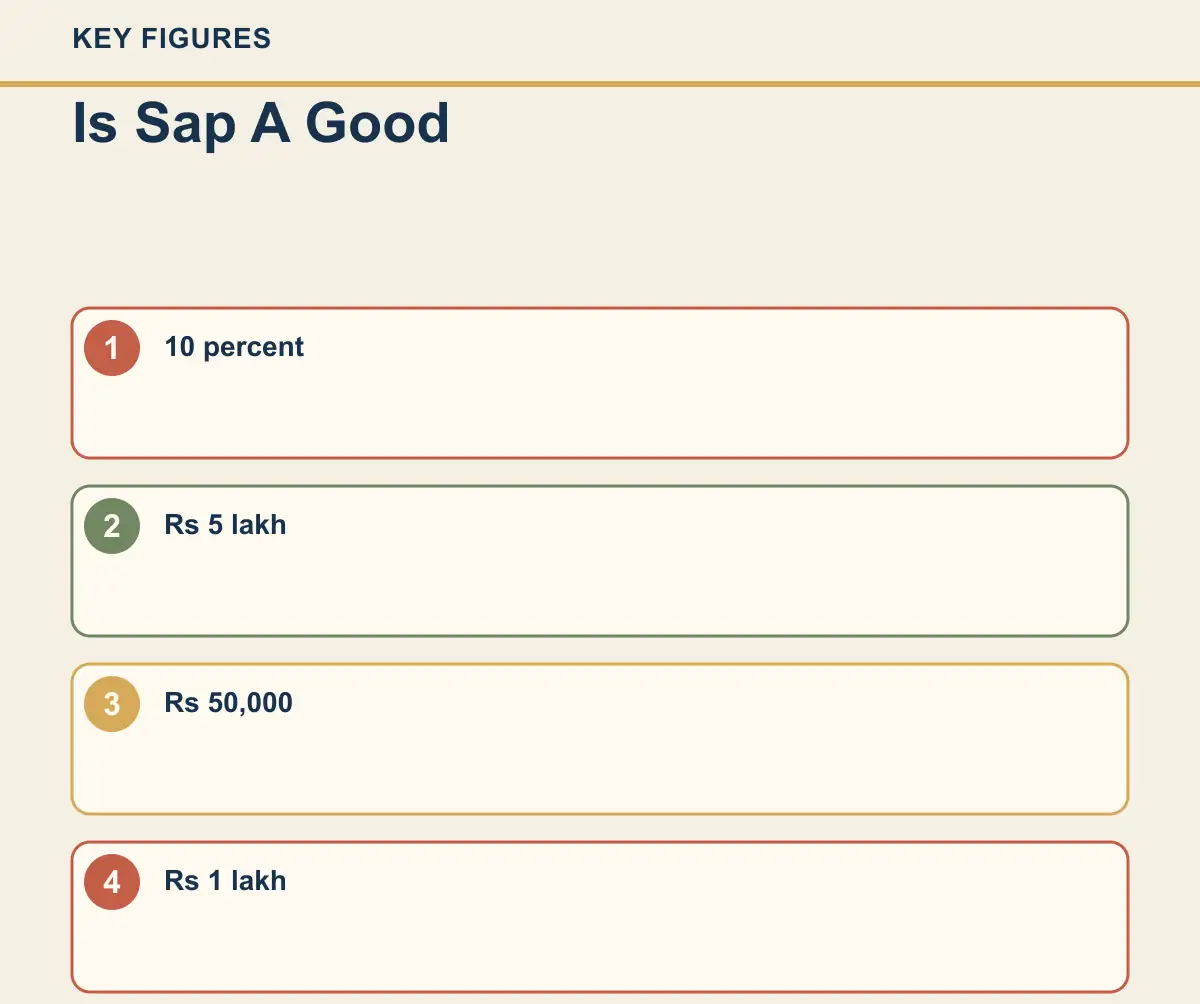 KEY FIGURES
Is Sap A Good
1 10 percent
2 Rs 5 lakh
3 Rs 50,000
4 Rs 1 lakh